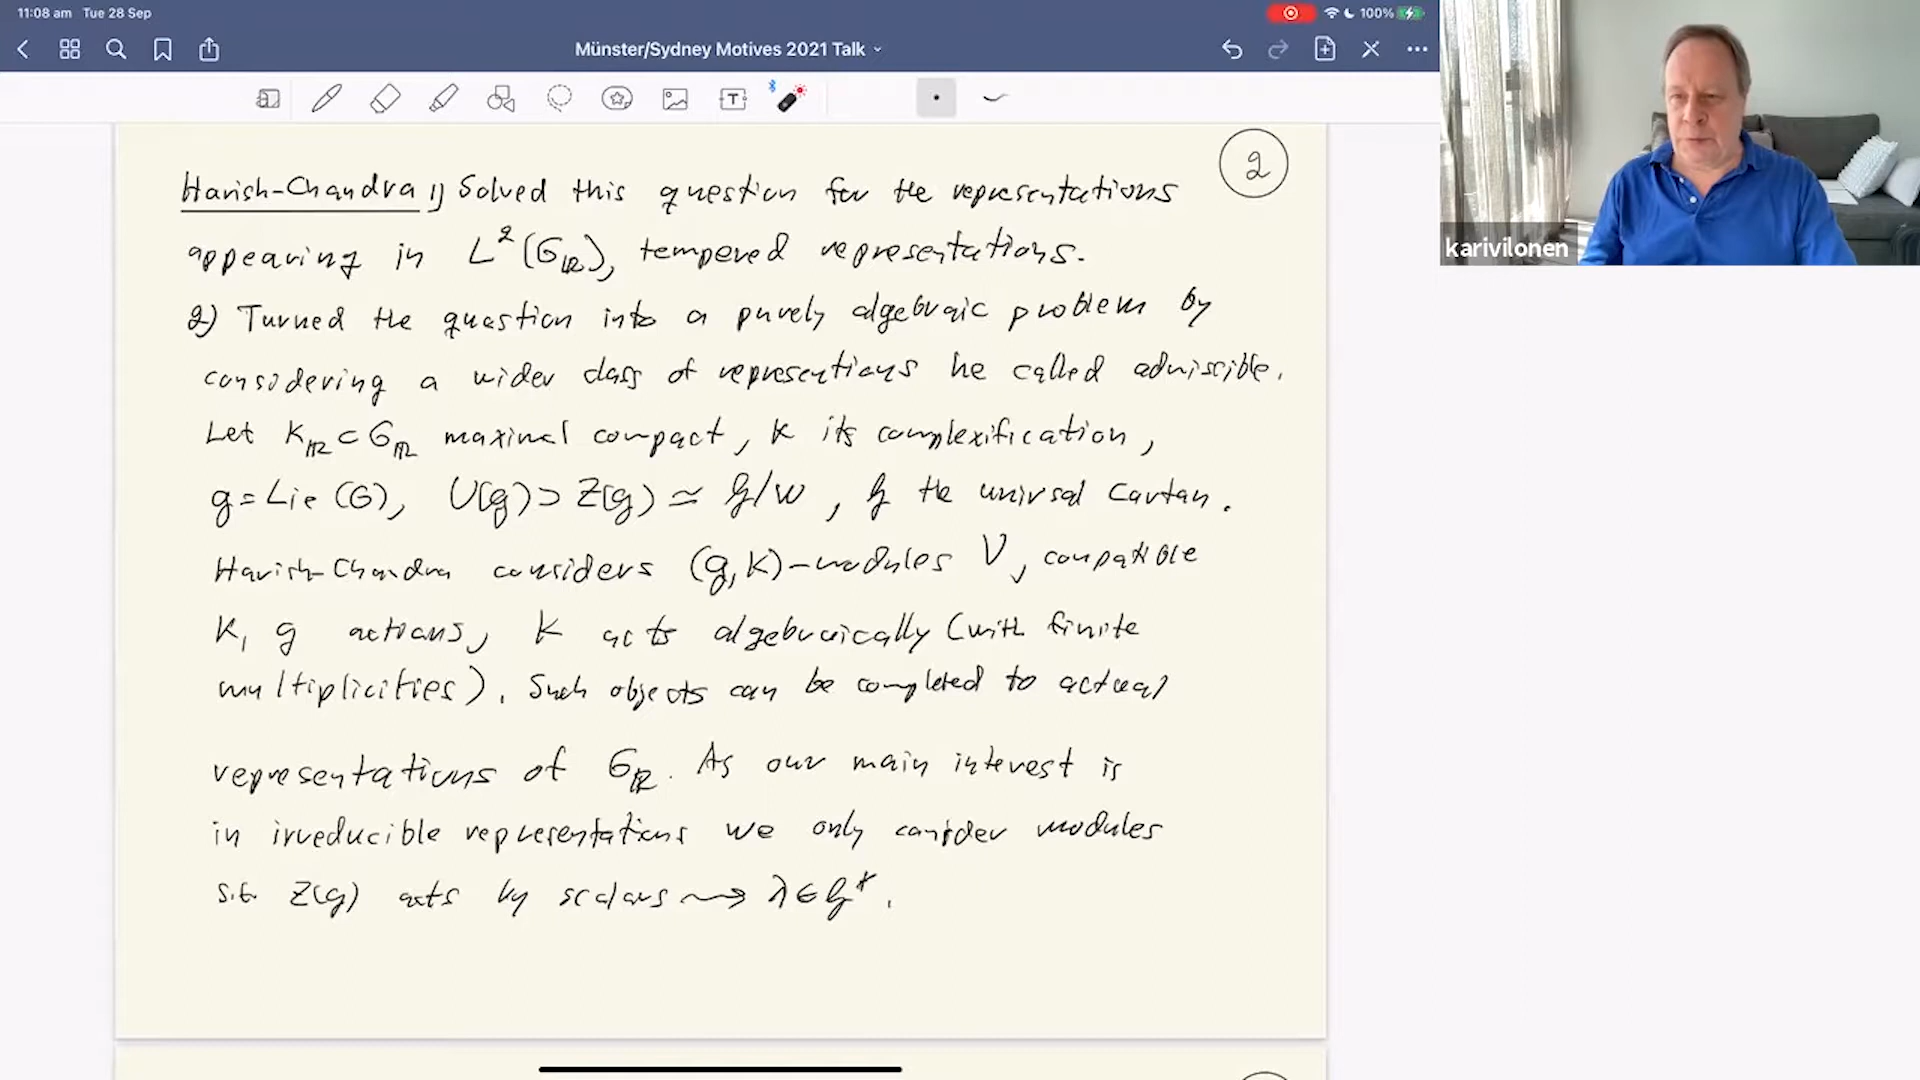 11:08 am Tue 28 Sep
100%
Münster/Sydney Motives 2021 Talk
T
2
Harish-Chandra 1) Solved this question for the representations
appearing in L²(G_ℝ), tempered representations.
2) Turned the question into a purely algebraic problem by
considering a wider class of representions he called admiscible.
Let K_ℝ ⊂ G_ℝ maximal compact, K its complexification,
g = Lie(G), U(g) ⊃ Z(g) ≃ 𝔥/W, 𝔥 the univrsal Cartan.
Harish-Chandra considers (g,K)-modules V, compatible
K, g actions, K acts algebraically (with finite
multiplicities). Such objects can be completed to actual
representations of G_ℝ. As our main interest is
in irreducible representations we only consider modules
s.t. Z(g) acts by scalars ⇝ λ ∈ 𝔥*.
karivilonen